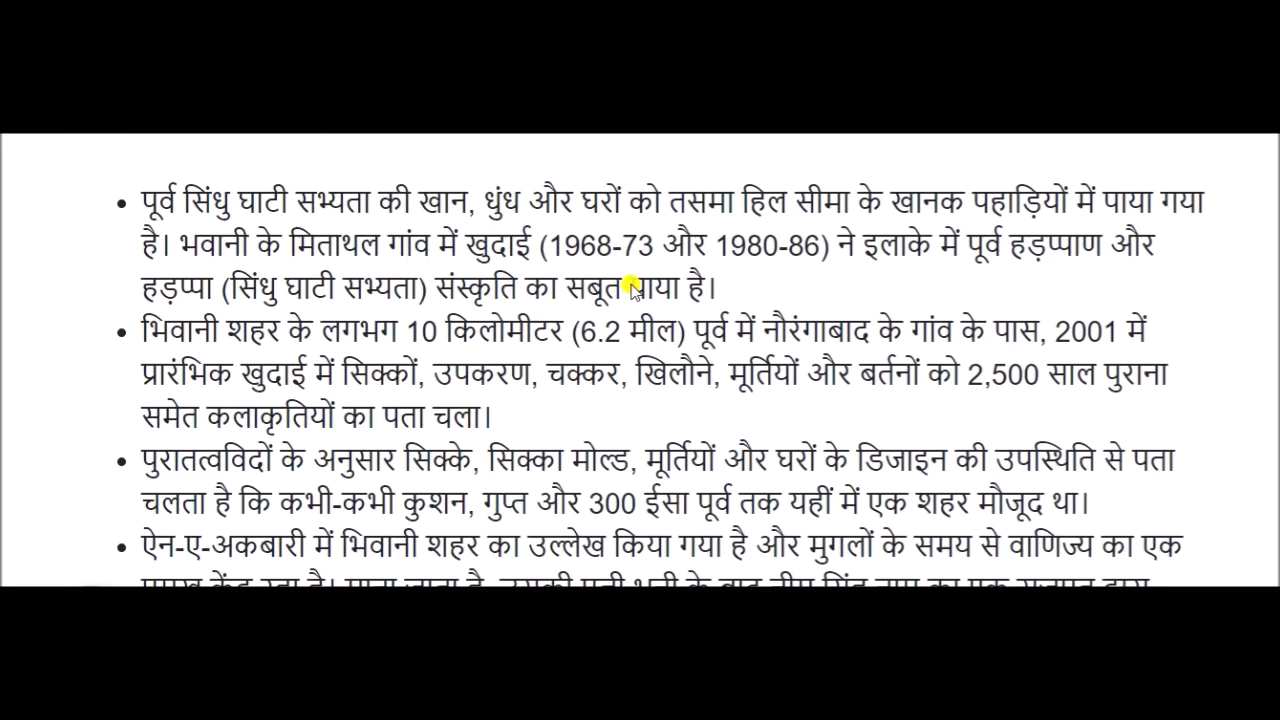 • पूर्व सिंधु घाटी सभ्यता की खान, धुंध और घरों को तसमा हिल सीमा के खानक पहाड़ियों में पाया गया
है। भवानी के मिताथल गांव में खुदाई (1968-73 और 1980-86) ने इलाके में पूर्व हड़प्पाण और
हड़प्पा (सिंधु घाटी सभ्यता) संस्कृति का सबूत पाया है।
• भिवानी शहर के लगभग 10 किलोमीटर (6.2 मील) पूर्व में नौरंगाबाद के गांव के पास, 2001 में
प्रारंभिक खुदाई में सिक्कों, उपकरण, चक्कर, खिलौने, मूर्तियों और बर्तनों को 2,500 साल पुराना
समेत कलाकृतियों का पता चला।
• पुरातत्वविदों के अनुसार सिक्के, सिक्का मोल्ड, मूर्तियों और घरों के डिजाइन की उपस्थिति से पता
चलता है कि कभी-कभी कुशन, गुप्त और 300 ईसा पूर्व तक यहीं में एक शहर मौजूद था।
• ऐन-ए-अकबारी में भिवानी शहर का उल्लेख किया गया है और मुगलों के समय से वाणिज्य का एक